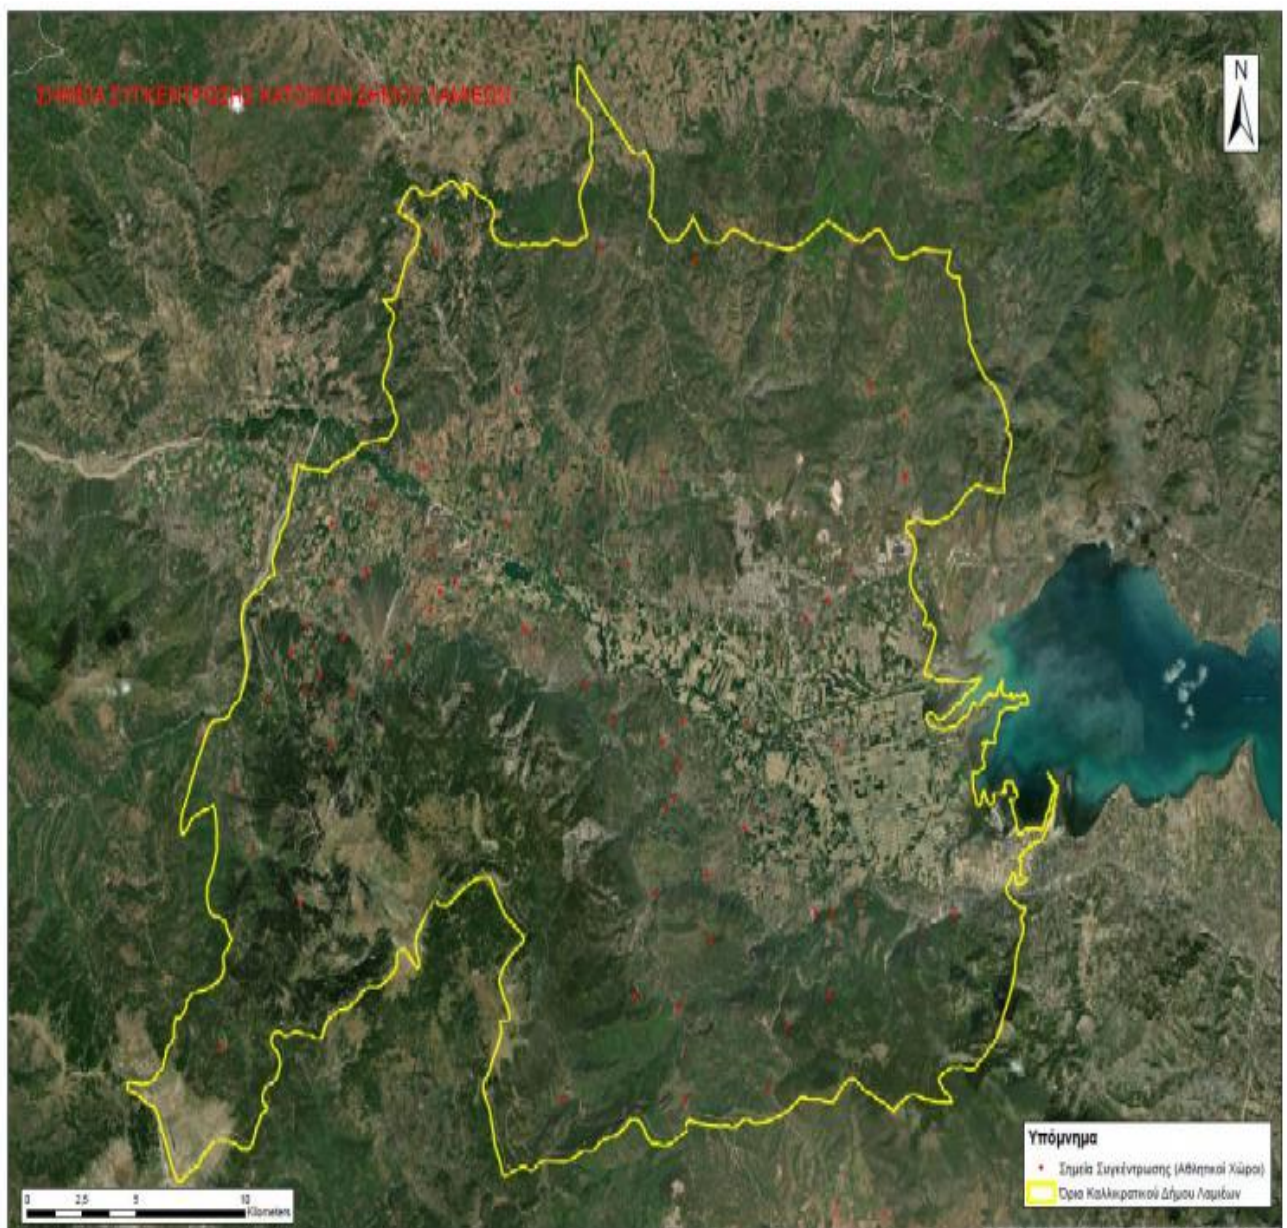 ΣΗΜΕΙΑ ΣΥΓΚΕΝΤΡΩΣΗΣ ΚΑΤΟΙΚΩΝ ΔΗΜΟΥ ΛΑΜΙΕΩΝ
N
Υπόμνημα
Σημεία Συγκέντρωσης (Αθλητικοί Χώροι)
Όρια Καλλικρατικού Δήμου Λαμιέων
0 2,5 5 10
Kilometers